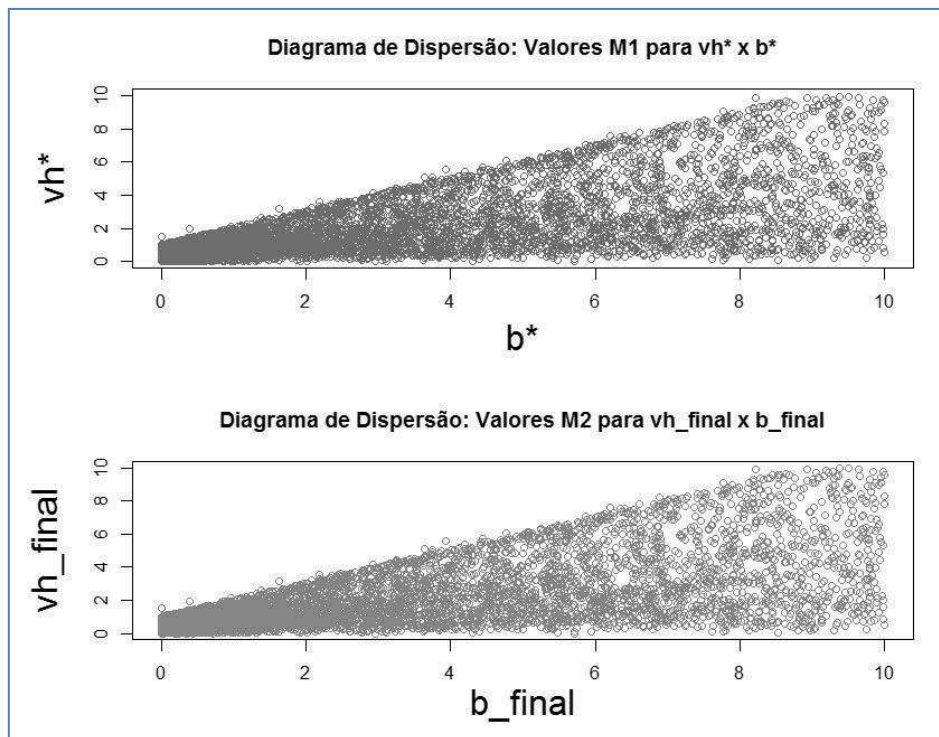 Diagrama de Dispersão: Valores M1 para vh* x b*
10
8
6
4
2
0
vh*
0 2 4 6 8 10
b*
Diagrama de Dispersão: Valores M2 para vh_final x b_final
10
8
6
4
2
0
vh_final
0 2 4 6 8 10
b_final